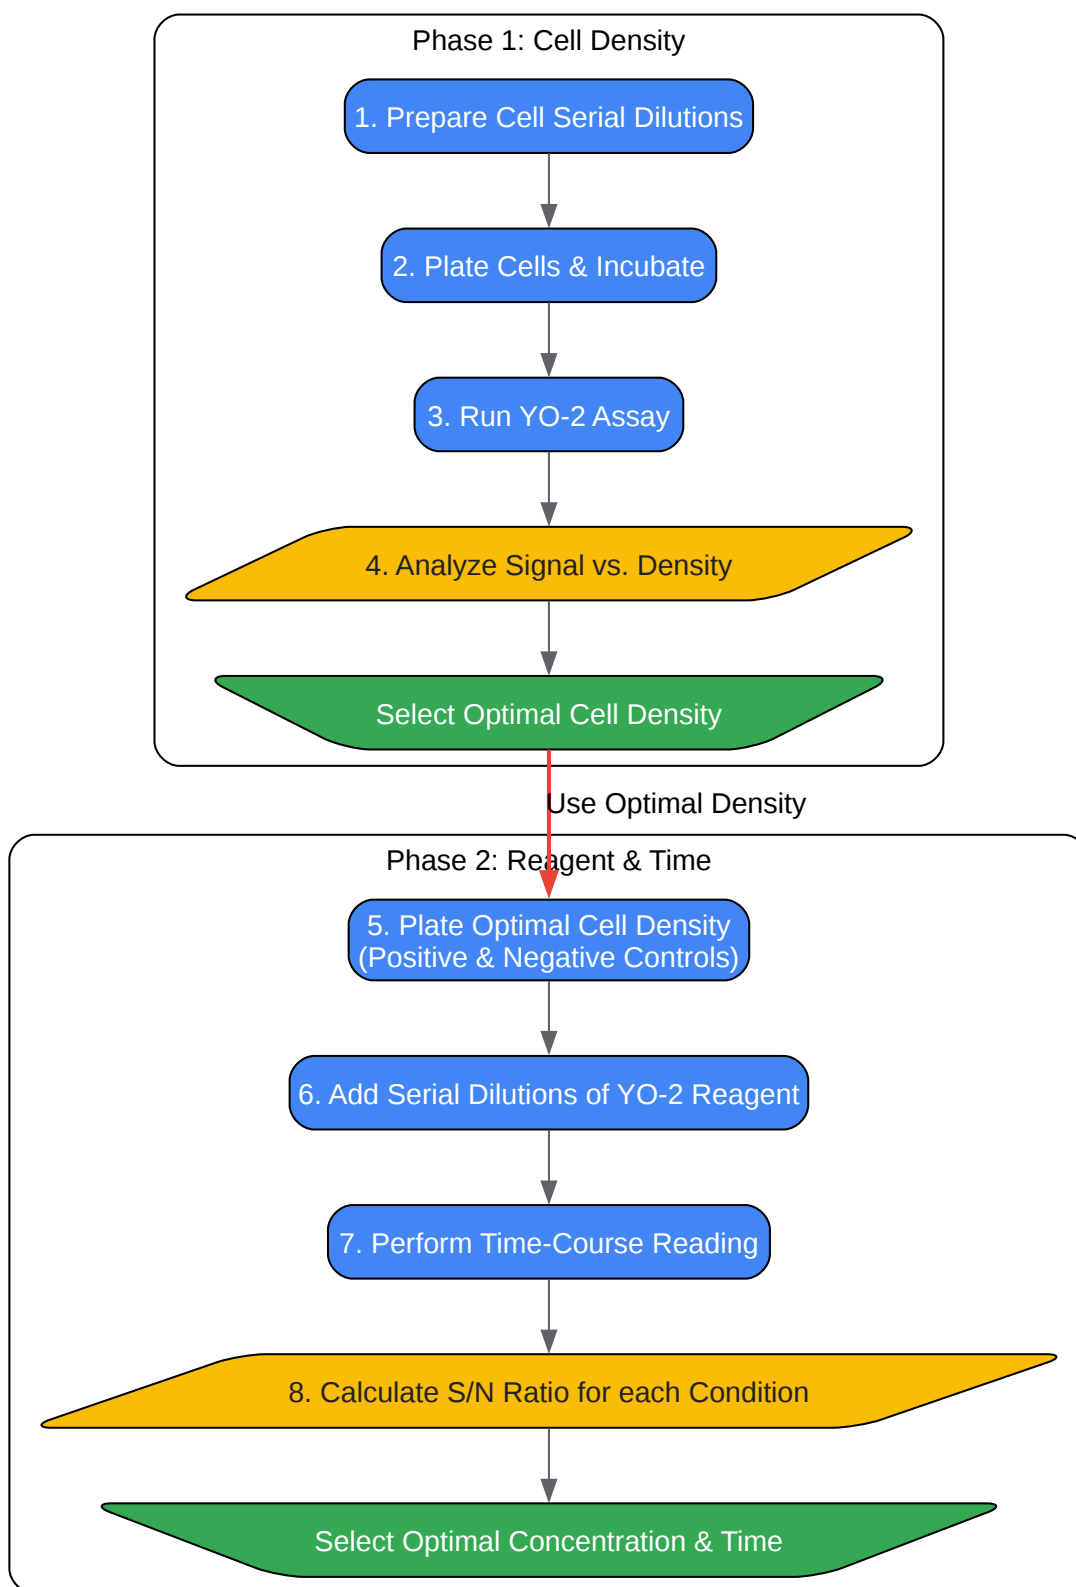 Phase 1: Cell Density
1. Prepare Cell Serial Dilutions
2. Plate Cells & Incubate
3. Run YO-2 Assay
4. Analyze Signal vs. Density
Select Optimal Cell Density
Use Optimal Density
Phase 2: Reagent & Time
5. Plate Optimal Cell Density
(Positive & Negative Controls)
6. Add Serial Dilutions of YO-2 Reagent
7. Perform Time-Course Reading
8. Calculate S/N Ratio for each Condition
Select Optimal Concentration & Time